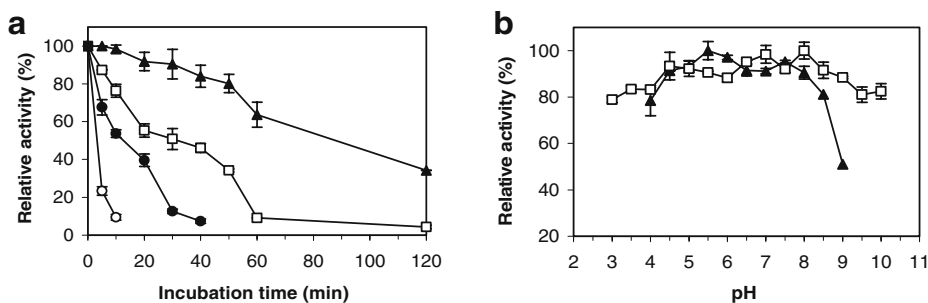 a
Relative activity (%)
100
80
60
40
20
0
0 20 40 60 80 100 120
Incubation time (min)
b
Relative activity (%)
100
80
60
40
20
2 3 4 5 6 7 8 9 10 11
pH